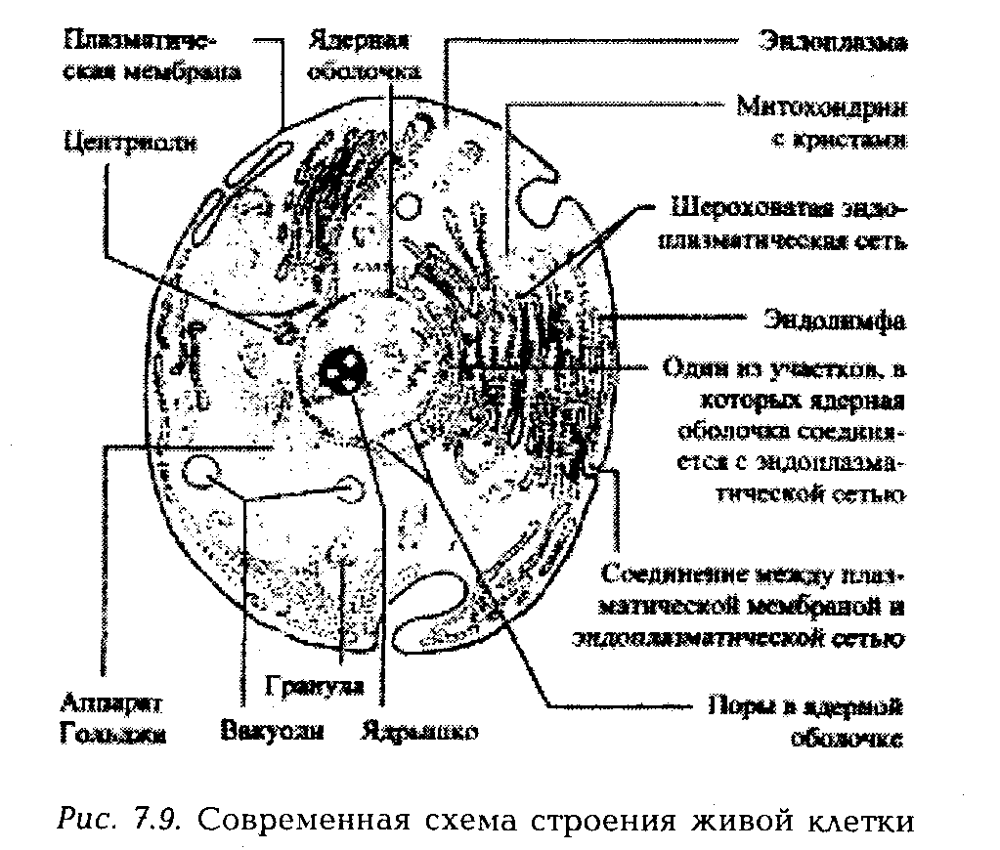 Плазматиче-
ская мембрана
Ядерная
оболочка
Эндоплазма
Центриоли
Митохондрии
с кристами
Шероховатая эндо-
плазматическая сеть
Эндолимфа
Один из участков, в
которых ядерная
оболочка соединя-
ется с эндоплазма-
тической сетью
Соединение между плаз-
матической мембраной и
эндоплазматической сетью
Поры в ядерной
оболочке
Аппарат
Гольджи
Вакуоли
Гранула
Ядрышко
Рис. 7.9. Современная схема строения живой клетки